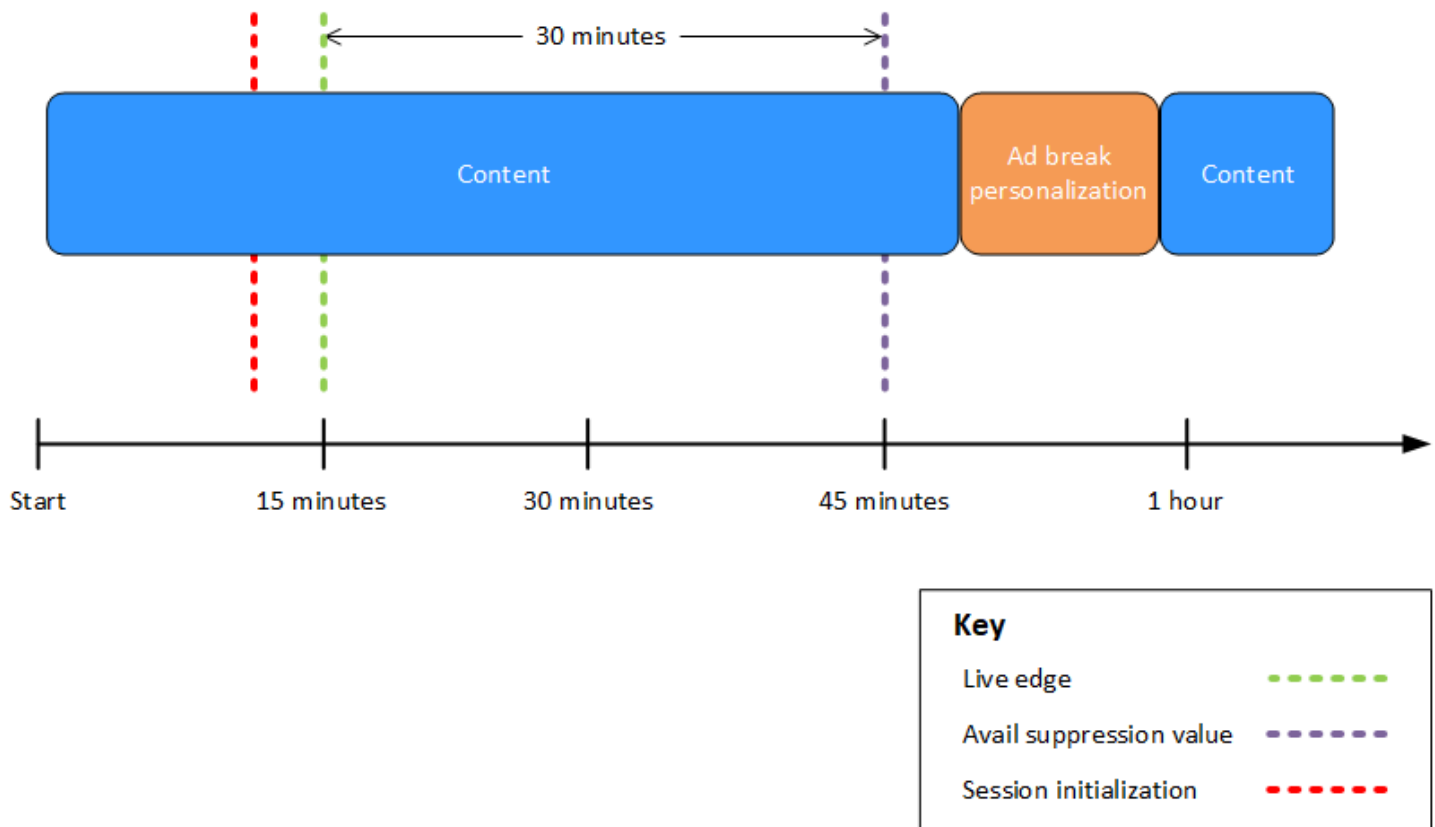 30 minutes
Content
Ad break
personalization
Content
Start
15 minutes
30 minutes
45 minutes
1 hour
Key
Live edge
Avail suppression value
Session initialization